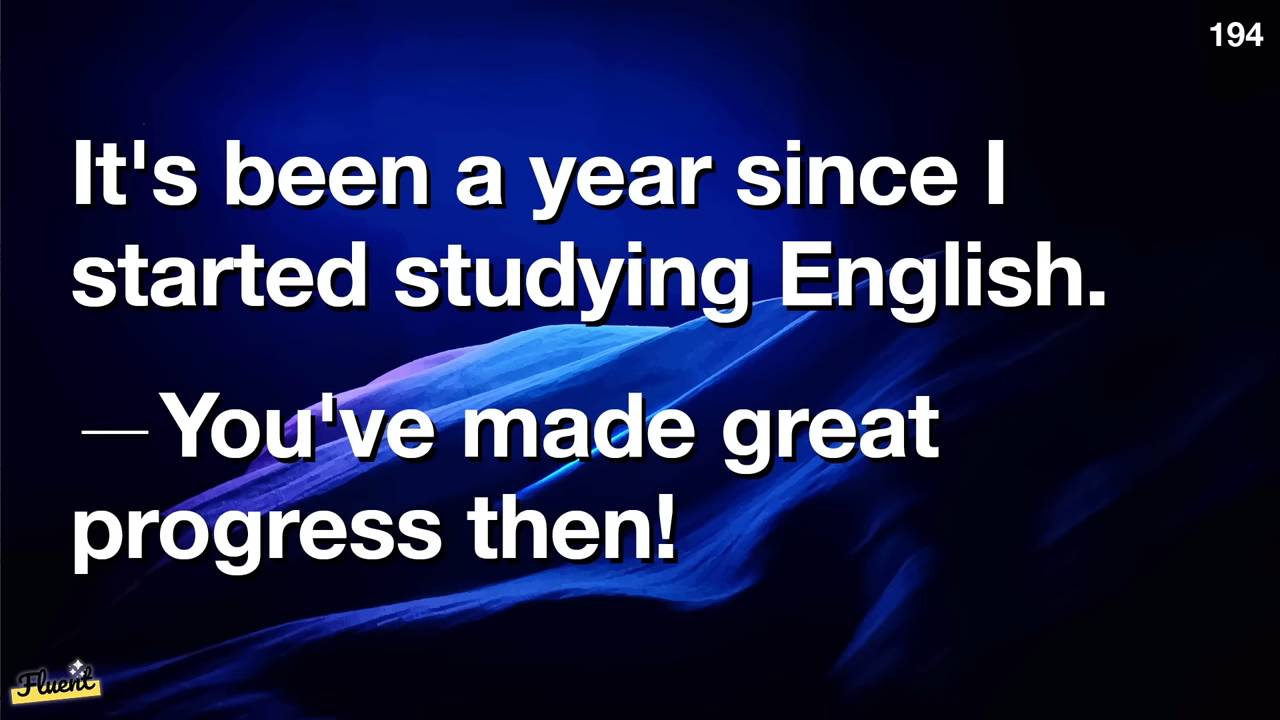 194
It's been a year since I
started studying English.
—You've made great
progress then!
Fluent